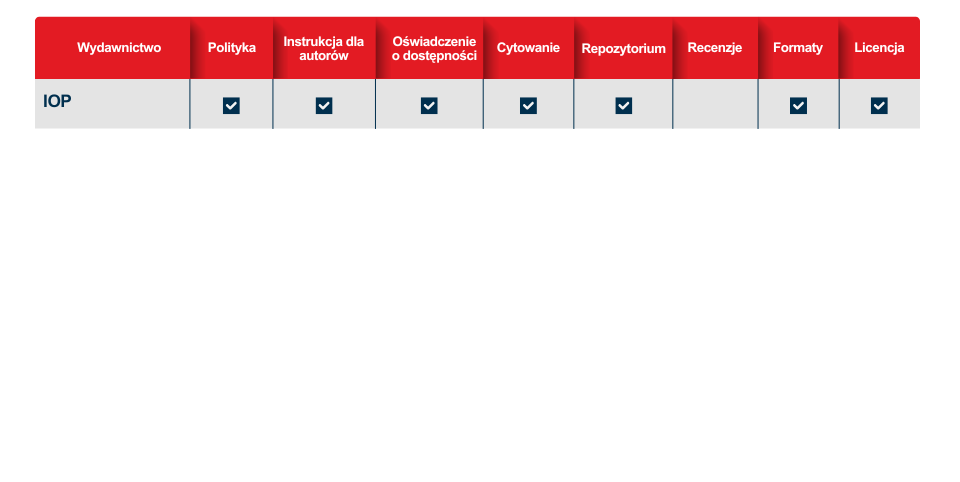 Wydawnictwo
Polityka
Instrukcja dla
autorów
Oświadczenie
o dostępności
Cytowanie
Repozytorium
Recenzje
Formaty
Licencja
IOP